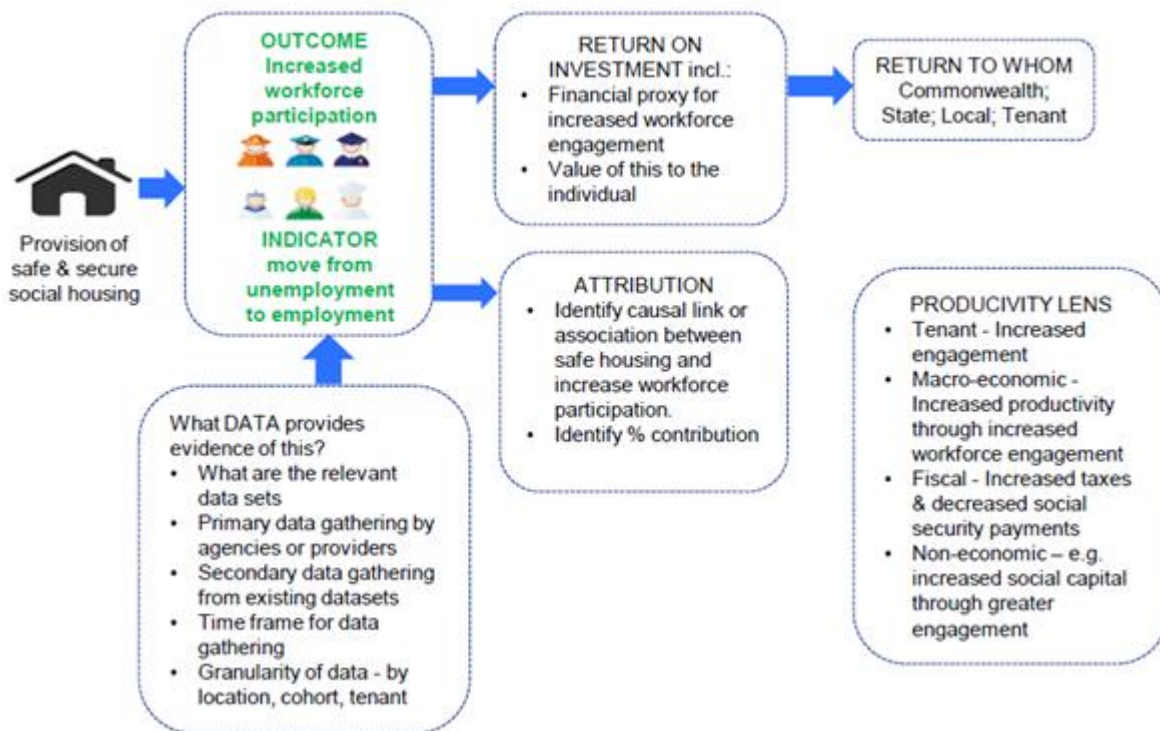 Provision of
safe & secure
social housing
OUTCOME
Increased
workforce
participation
INDICATOR
move from
unemployment
to employment
What DATA provides
evidence of this?
• What are the relevant
data sets
• Primary data gathering by
agencies or providers
• Secondary data gathering
from existing datasets
• Time frame for data
gathering
• Granularity of data - by
location, cohort, tenant
RETURN ON
INVESTMENT incl.:
• Financial proxy for
increased workforce
engagement
• Value of this to the
individual
ATTRIBUTION
• Identify causal link or
association between
safe housing and
increase workforce
participation.
• Identify % contribution
RETURN TO WHOM
Commonwealth;
State; Local; Tenant
PRODUCIVITY LENS
• Tenant - Increased
engagement
• Macro-economic -
Increased productivity
through increased
workforce engagement
• Fiscal - Increased taxes
& decreased social
security payments
• Non-economic – e.g.
increased social capital
through greater
engagement